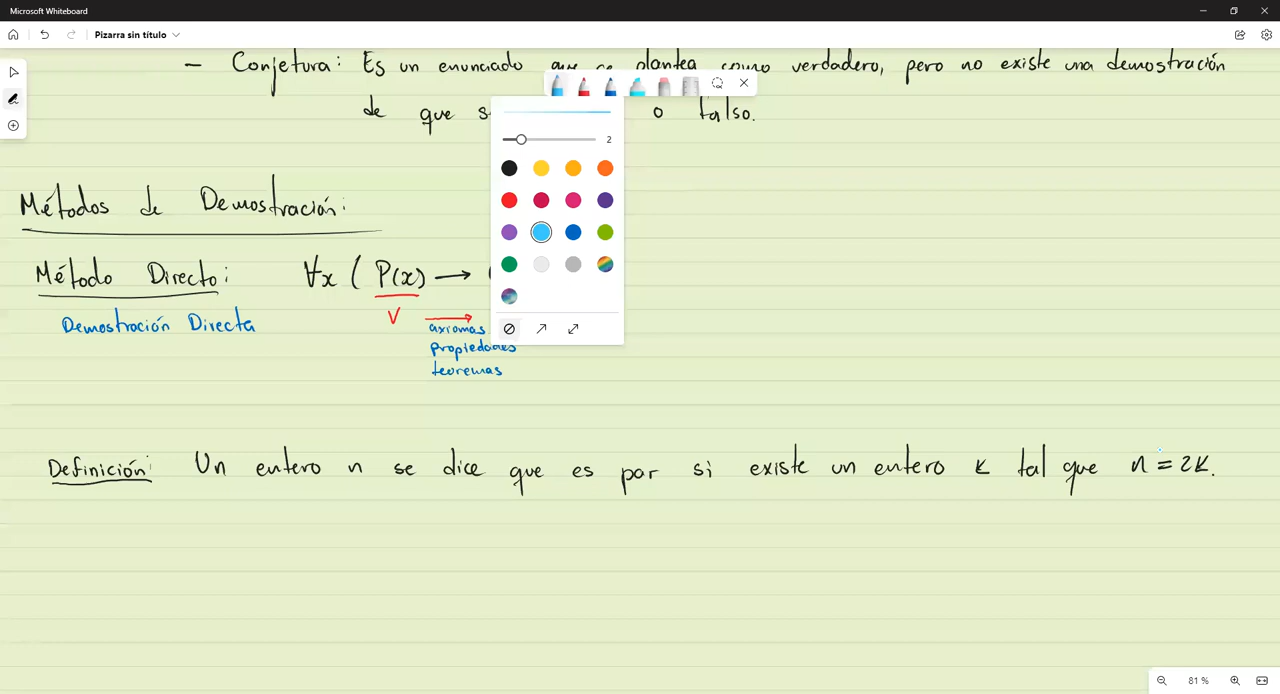 Microsoft Whiteboard
Pizarra sin título
- Conjetura: Es un enunciado que se plantea como verdadero, pero no existe una demostración
de que s o falso.
2
Métodos de Demostración:
Método Directo: ∀x ( P(x) →
Demostración Directa
V
axiomas
propiedades
teoremas
Definición: Un entero n se dice que es par si existe un entero k tal que n = 2k.
81 %